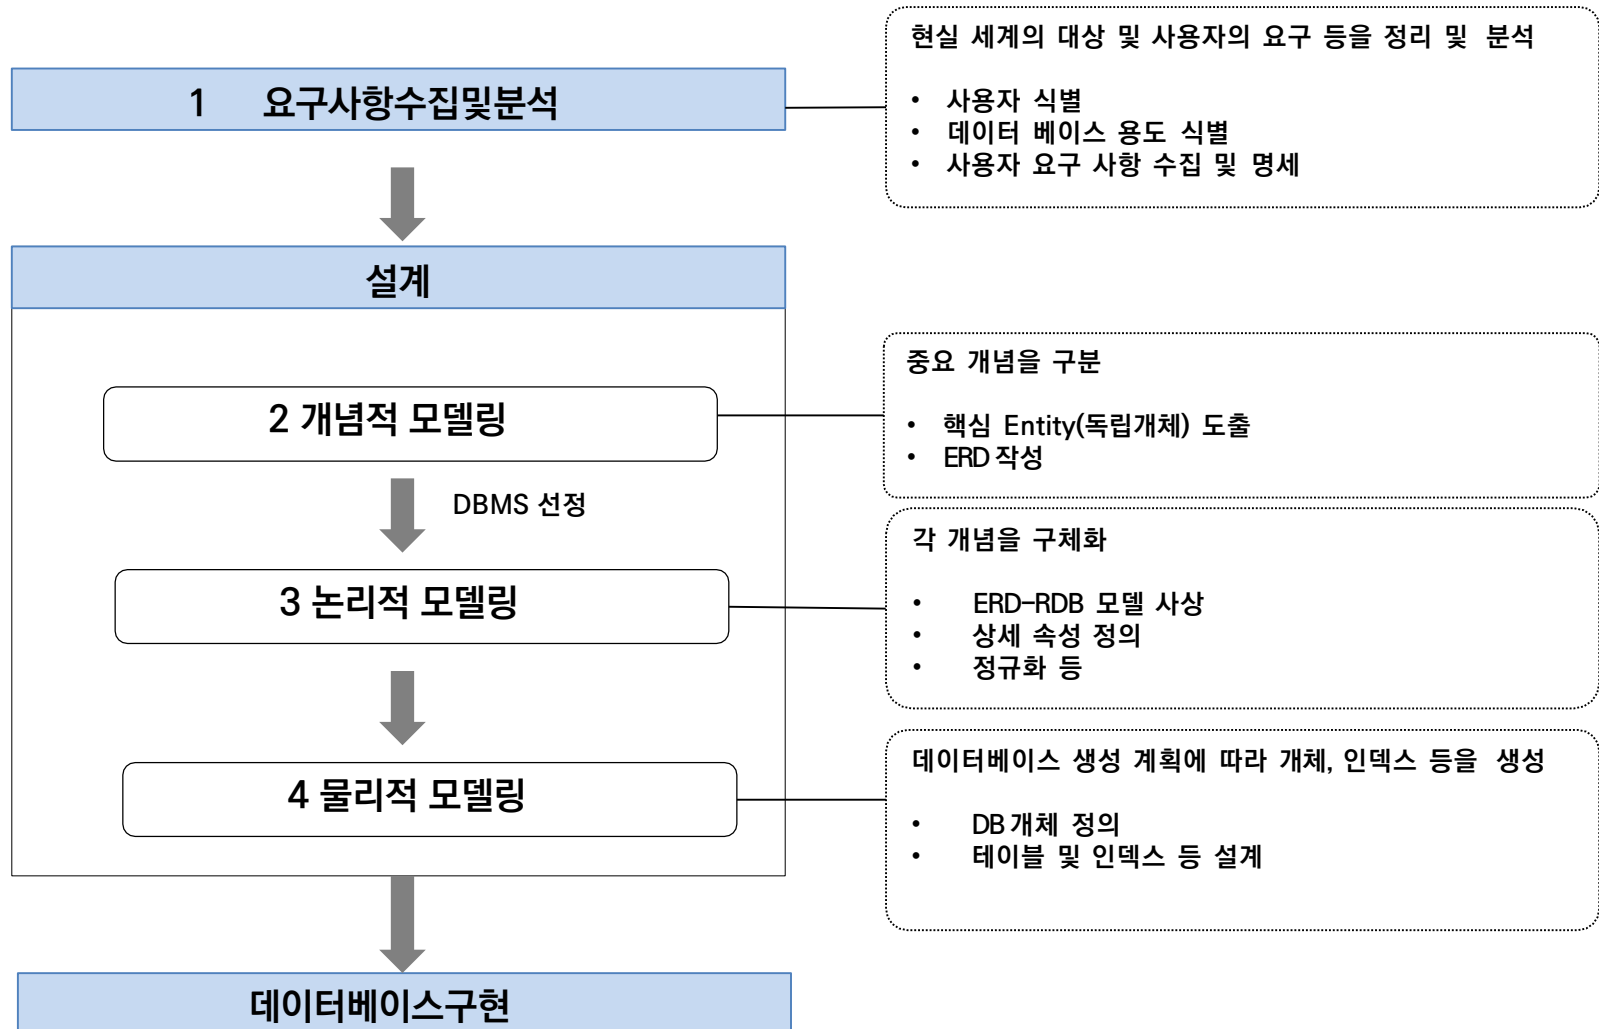 현실 세계의 대상 및 사용자의 요구 등을 정리 및 분석
1 요구사항수집및분석
• 사용자 식별
• 데이터 베이스 용도 식별
• 사용자 요구 사항 수집 및 명세
설계
중요 개념을 구분
2 개념적 모델링
• 핵심 Entity(독립개체) 도출
• ERD 작성
DBMS 선정
각 개념을 구체화
3 논리적 모델링
• ERD-RDB 모델 사상
• 상세 속성 정의
• 정규화 등
데이터베이스 생성 계획에 따라 개체, 인덱스 등을 생성
4 물리적 모델링
• DB 개체 정의
• 테이블 및 인덱스 등 설계
데이터베이스구현